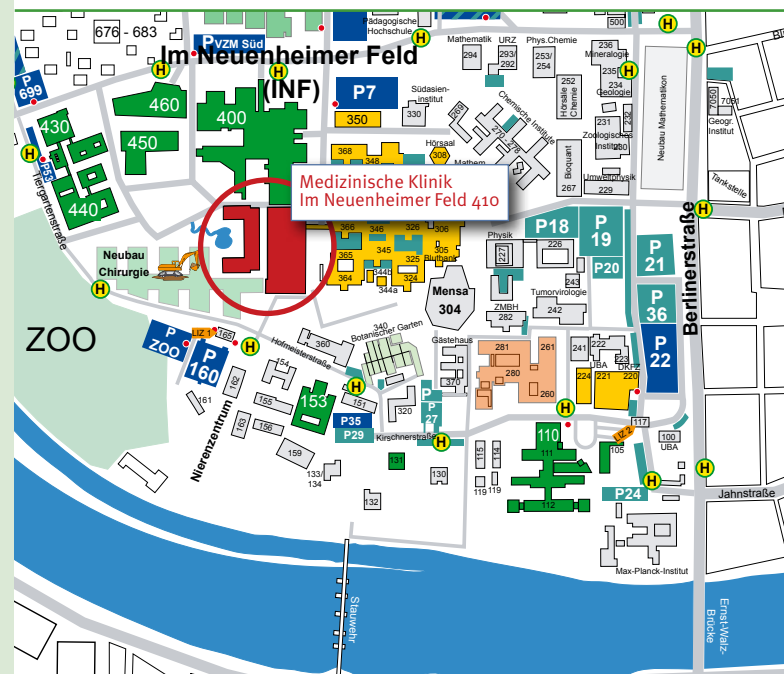 676 - 683
P VZM Süd
Im Neuenheimer Feld
(INF)
Pädagogische
Hochschule
H
H
H
H
H
P
699
430
460
450
400
440
H
P53
Tiergartenstraße
P7
350
Südasien-
institut
330
269
Mathematik
294
URZ
293/
292
Phys.Chemie
253/
254
Hörsäle
Chemie
252
Chemische Institute
27
278
Hörsaal
308
Mathem
Bioquant
267
500
236
Mineralogie
235
234
Geologie
H
231
Zoologisches
Institut
230
232
Umweltphysik
229
Neubau Mathematikon
7050
7051
Geogr.
Institut
Tankstelle
H
368
348
Medizinische Klinik
Im Neuenheimer Feld 410
366
346
326
306
365
345
325
305
Blutbank
364
344b
344a
324
Neubau
Chirurgie
H
ZOO
P
ZOO
LIZ 1
165
H
P
160
Hofmeisterstraße
360
340
Botanischer Garten
Mensa
304
Physik
227
ZMBH
282
P18
226
243
Tumorvirologie
242
P
19
P20
P
21
P
36
P
22
Berlinerstraße
154
153
151
H
155
156
162
163
161
159
Nierenzentrum
133/
134
P35
P29
Kirschnerstraße
320
P
P
27
H
Gästehaus
370
281
280
261
260
241
222
UBA
223
DKFZ
224
221
220
H
110
111
112
115
114
119
119
131
130
132
LIZ 2
117
105
100
UBA
H
H
P24
Jahnstraße
Max-Planck-Institut
Stauwehr
Ernst-Walz-
Brücke